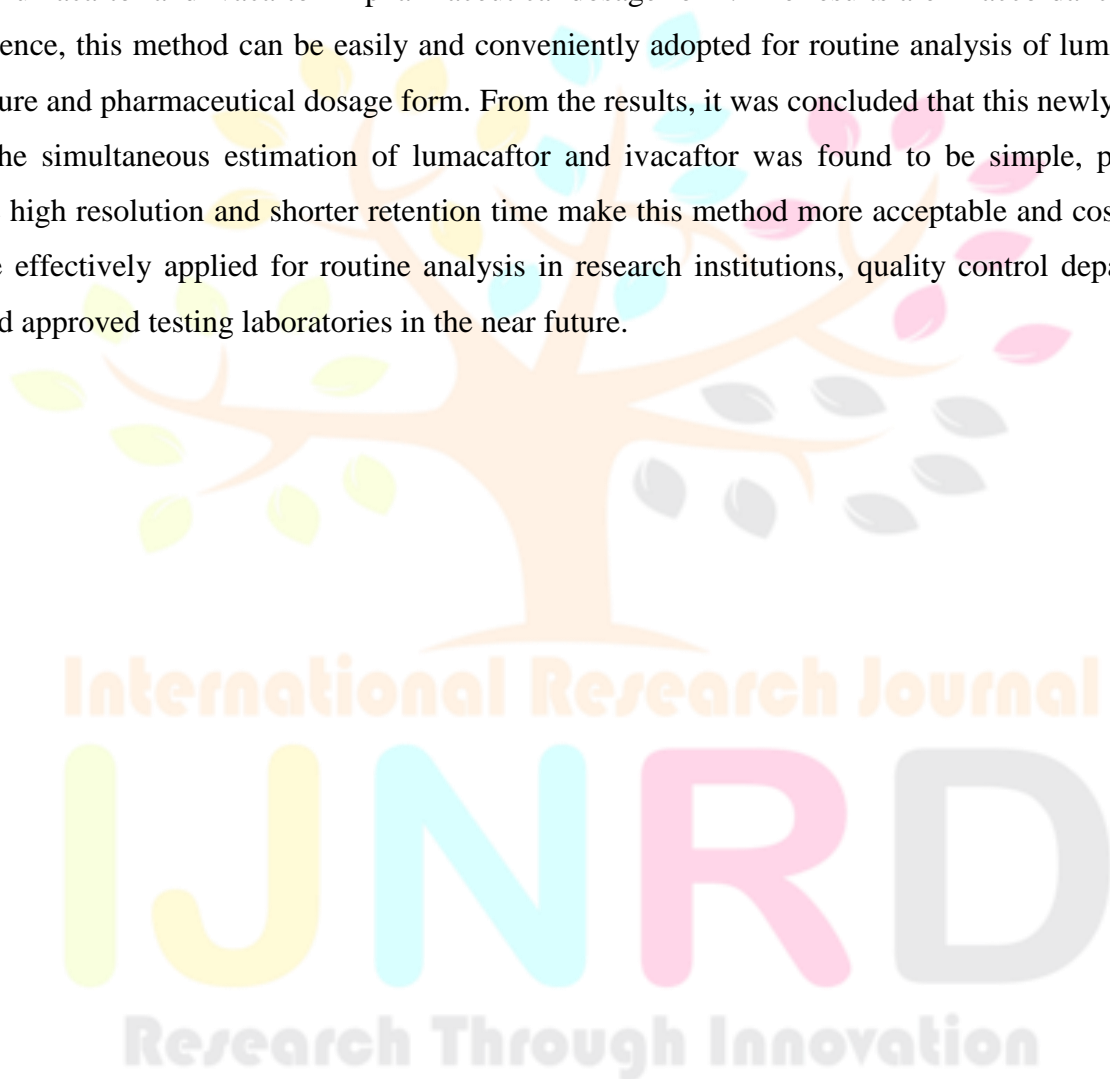 ence, this method can be easily and conveniently adopted for routine analysis of lum
ure and pharmaceutical dosage form. From the results, it was concluded that this newly
he simultaneous estimation of lumacaftor and ivacaftor was found to be simple, p
high resolution and shorter retention time make this method more acceptable and cos
e effectively applied for routine analysis in research institutions, quality control depa
d approved testing laboratories in the near future.
International Research Journal
IJNRD
Research Through Innovation